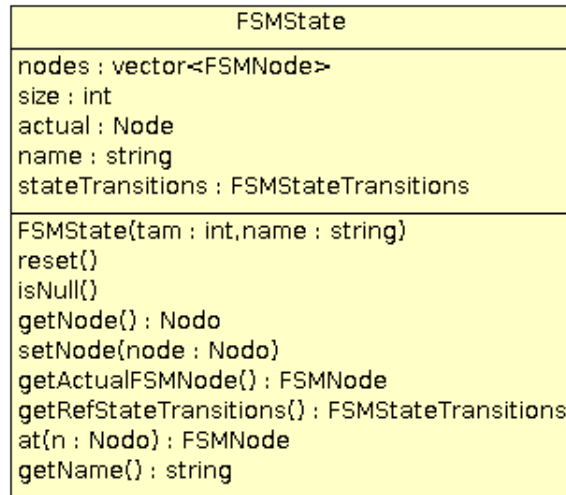 FSMState
nodes : vector<FSMNode>
size : int
actual : Node
name : string
stateTransitions : FSMStateTransitions
FSMState(tam : int,name : string)
reset()
isNull()
getNode() : Nodo
setNode(node : Nodo)
getActualFSMNode() : FSMNode
getRefStateTransitions() : FSMStateTransitions
at(n : Nodo) : FSMNode
getName() : string